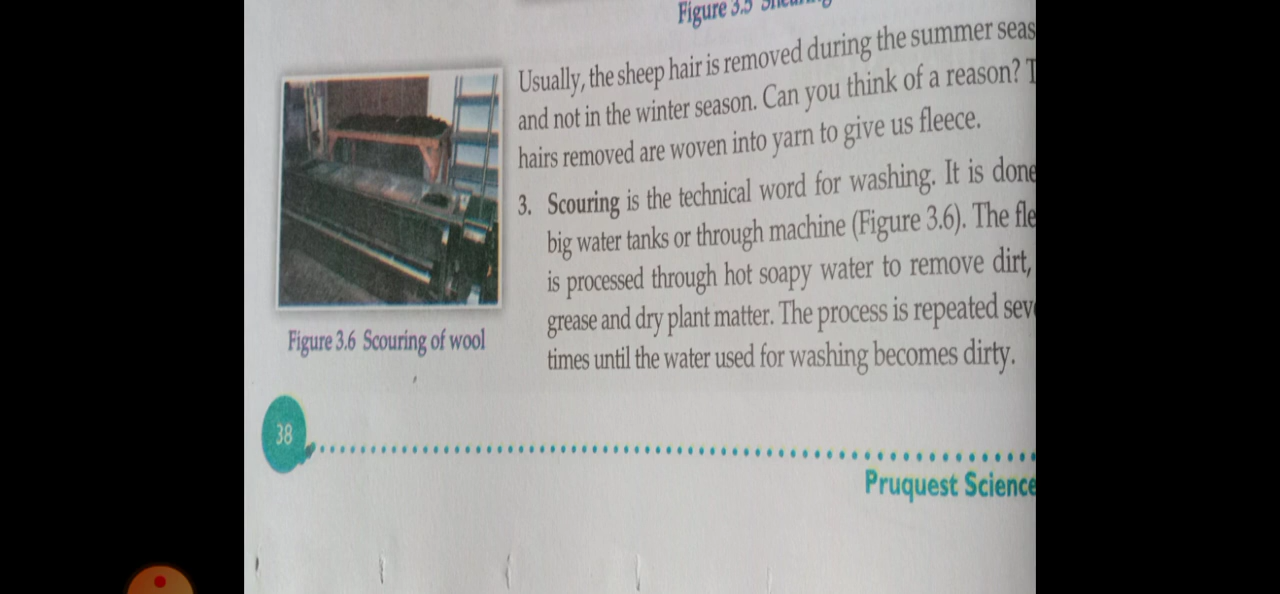 Figure 3.5 Shearing
Usually, the sheep hair is removed during the summer seas
and not in the winter season. Can you think of a reason? T
hairs removed are woven into yarn to give us fleece.
3. Scouring is the technical word for washing. It is done
big water tanks or through machine (Figure 3.6). The fle
is processed through hot soapy water to remove dirt,
grease and dry plant matter. The process is repeated sev
times until the water used for washing becomes dirty.
Figure 3.6 Scouring of wool
38
Pruquest Science